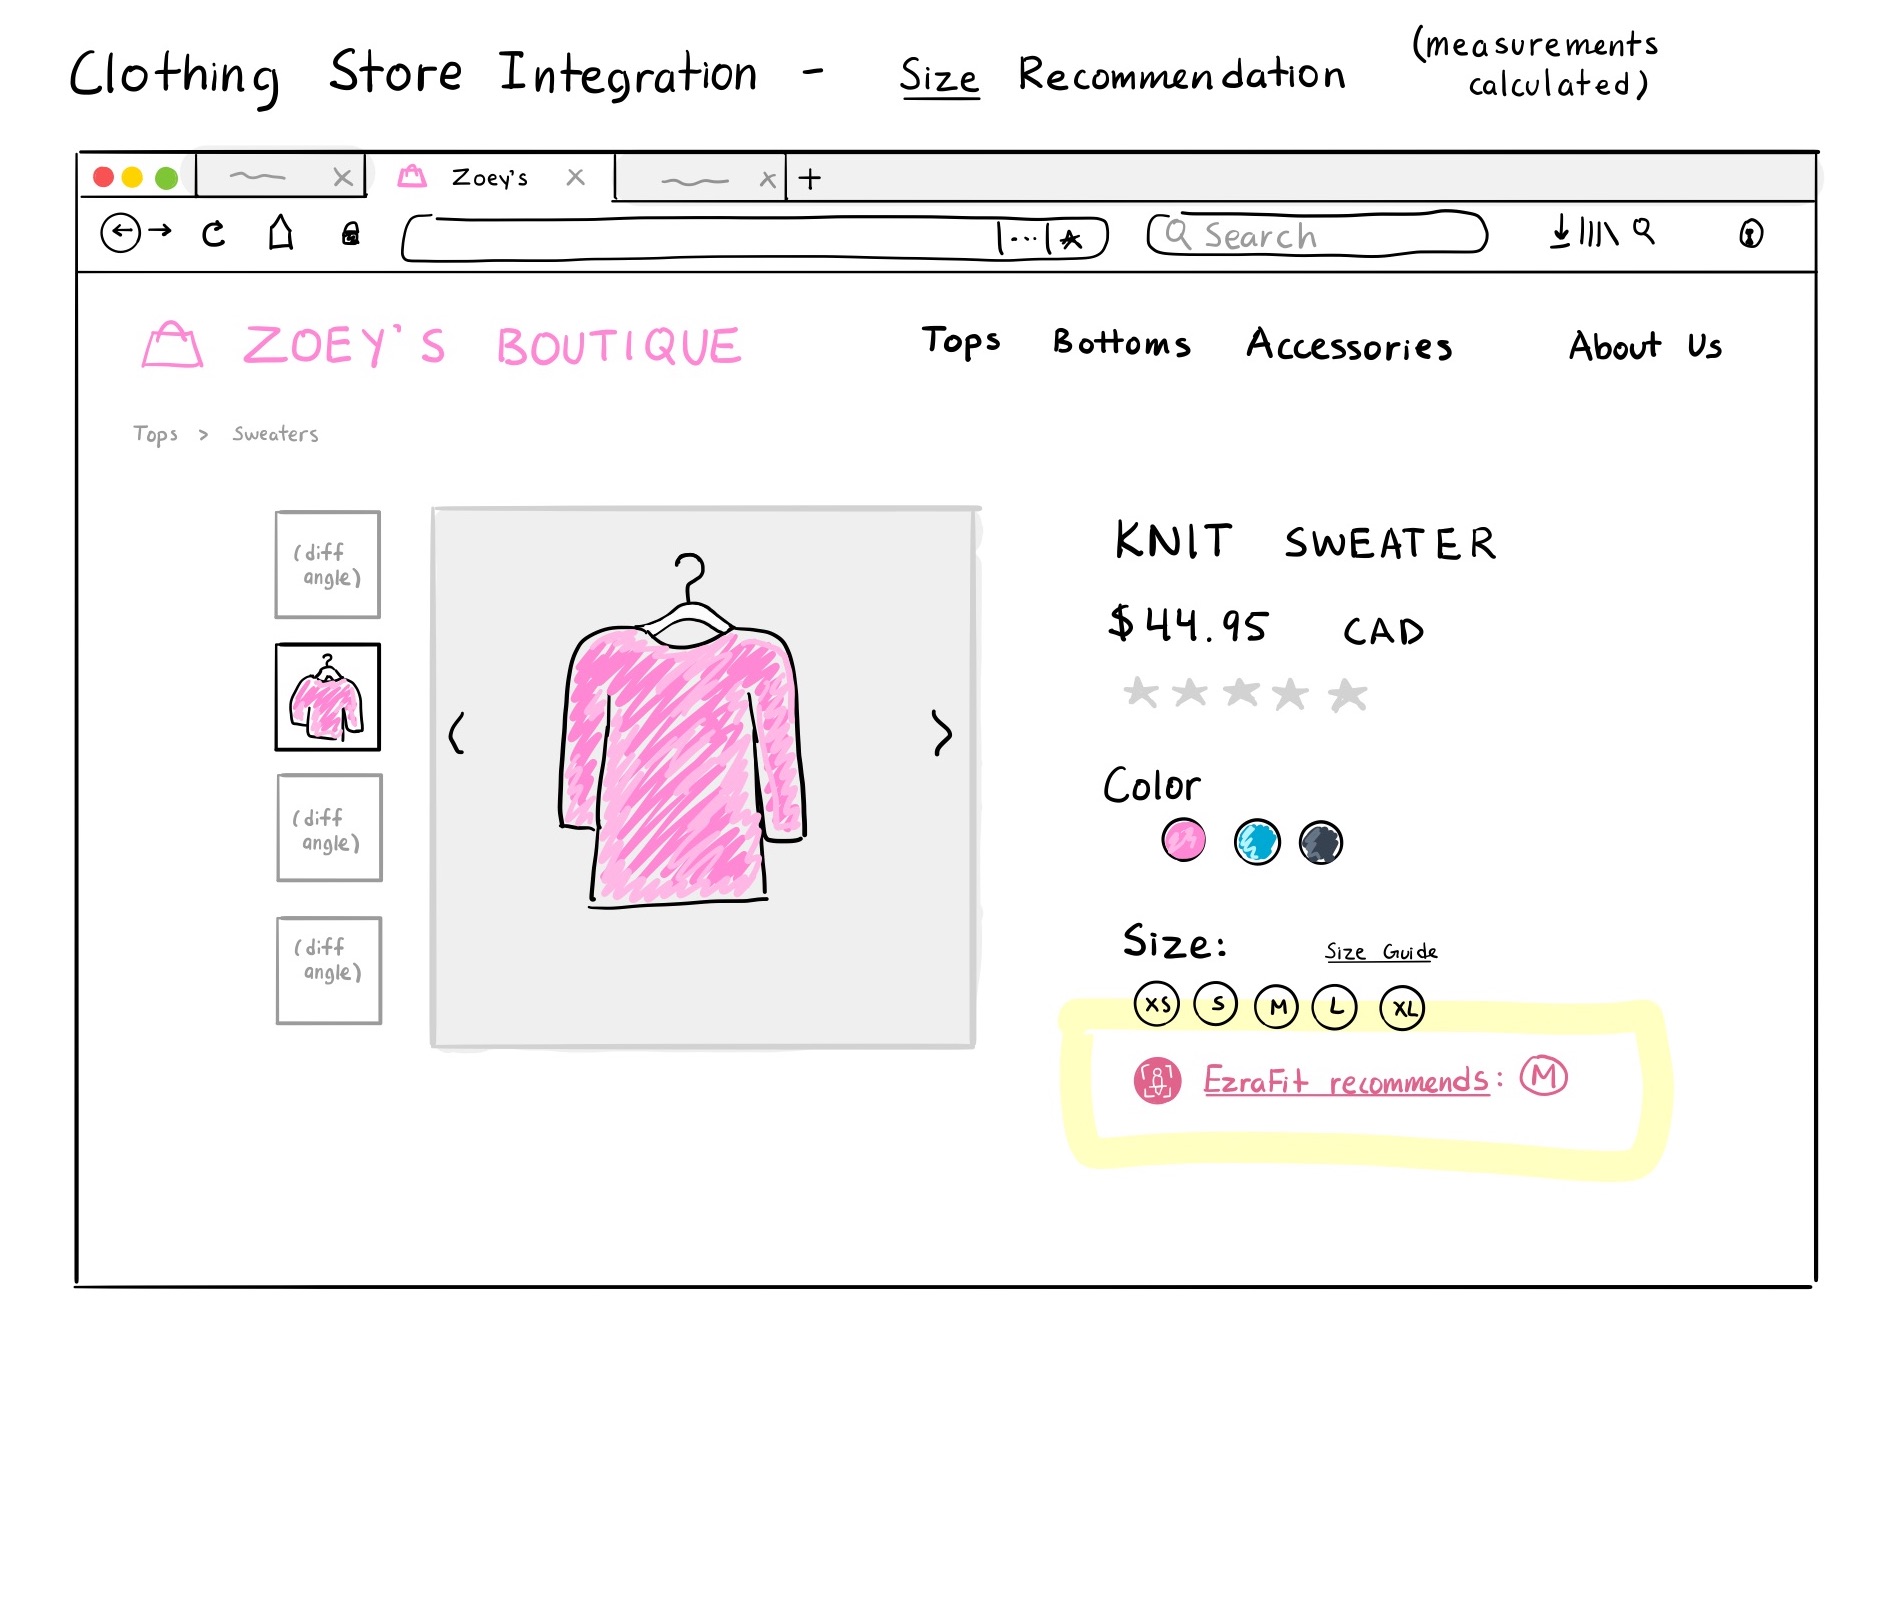 Clothing Store Integration - Size Recommendation (measurements
calculated)
Zoey's
Search
ZOEY'S BOUTIQUE
Tops Bottoms Accessories About Us
Tops > Sweaters
(diff
angle)
(diff
angle)
(diff
angle)
KNIT SWEATER
$44.95 CAD
Color
Size: Size Guide
XS S M L XL
EzraFit recommends: M